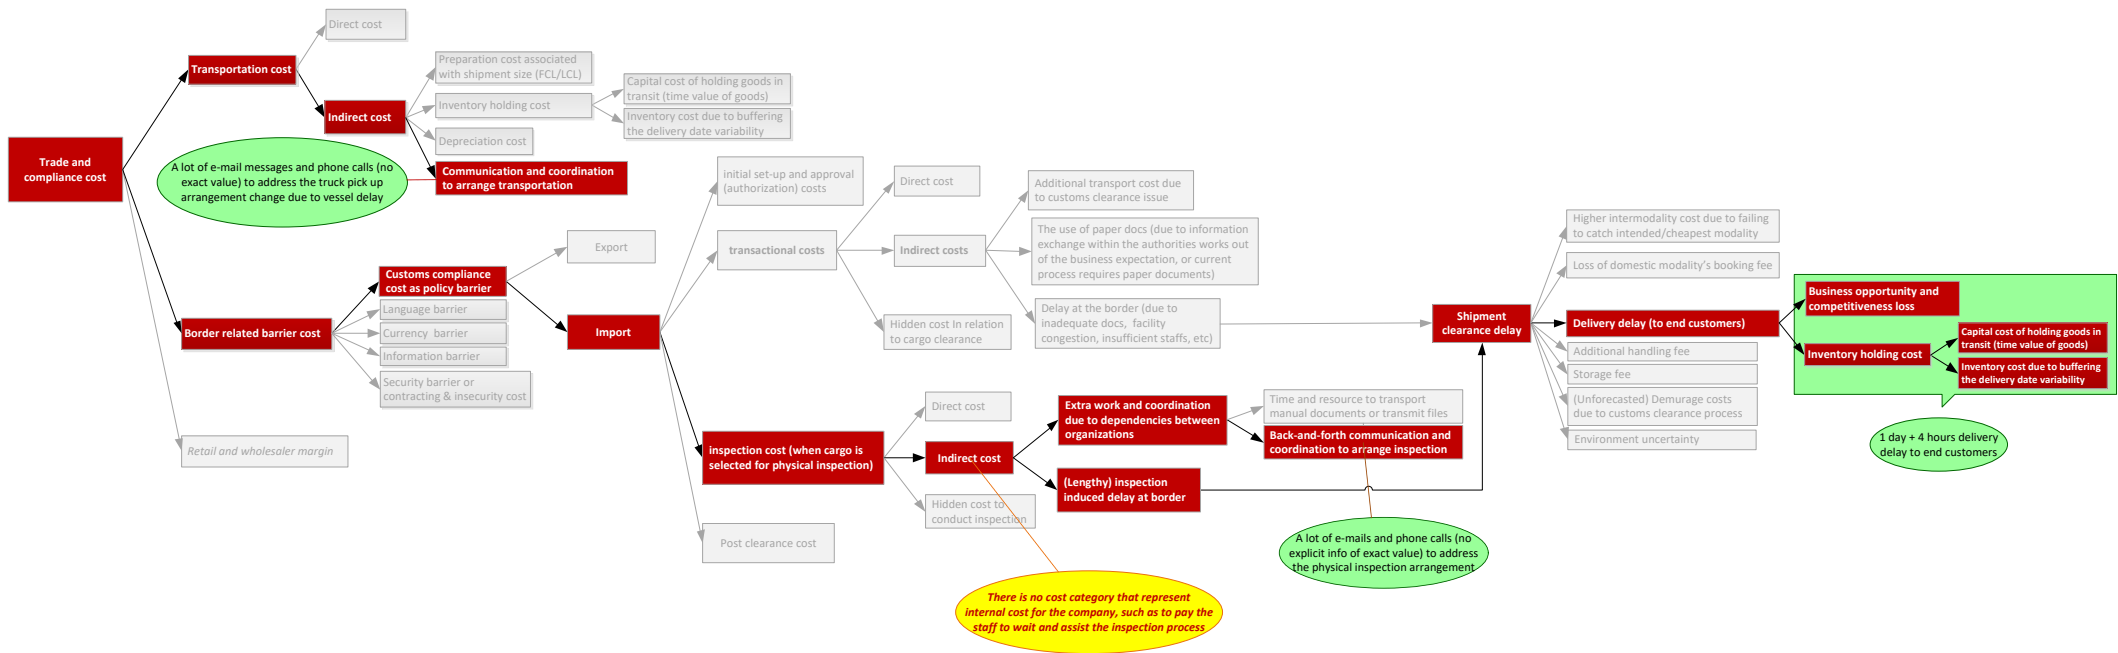 Direct cost
Transportation cost
Preparation cost associated
with shipment size (FCL/LCL)
Capital cost of holding goods in
transit (time value of goods)
Inventory holding cost
Indirect cost
Inventory cost due to buffering
the delivery date variability
Depreciation cost
Trade and
compliance cost
A lot of e-mail messages and phone calls (no
exact value) to address the truck pick up
arrangement change due to vessel delay
Communication and coordination
to arrange transportation
initial set-up and approval
(authorization) costs
Direct cost
Additional transport cost due
to customs clearance issue
Export
transactional costs
Indirect costs
The use of paper docs (due to information
exchange within the authorities works out
of the business expectation, or current
process requires paper documents)
Higher intermodality cost due to failing
to catch intended/cheapest modality
Loss of domestic modality's booking fee
Customs compliance
cost as policy barrier
Language barrier
Border related barrier cost
Currency  barrier
Information barrier
Security barrier or
contracting & insecurity cost
Import
Hidden cost In relation
to cargo clearance
Delay at the border (due to
inadequate docs,  facility
congestion, insufficient staffs, etc)
Shipment
clearance delay
Delivery delay (to end customers)
Business opportunity and
competitiveness loss
Capital cost of holding goods in
transit (time value of goods)
Inventory holding cost
Inventory cost due to buffering
the delivery date variability
Additional handling fee
Storage fee
(Unforecasted) Demurage costs
due to customs clearance process
Environment uncertainty
1 day + 4 hours delivery
delay to end customers
Retail and wholesaler margin
Direct cost
Extra work and coordination
due to dependencies between
organizations
Time and resource to transport
manual documents or transmit files
Back-and-forth communication and
coordination to arrange inspection
inspection cost (when cargo is
selected for physical inspection)
Indirect cost
(Lengthy) inspection
induced delay at border
Hidden cost to
conduct inspection
Post clearance cost
A lot of e-mails and phone calls (no
explicit info of exact value) to address
the physical inspection arrangement
There is no cost category that represent
internal cost for the company, such as to pay the
staff to wait and assist the inspection process